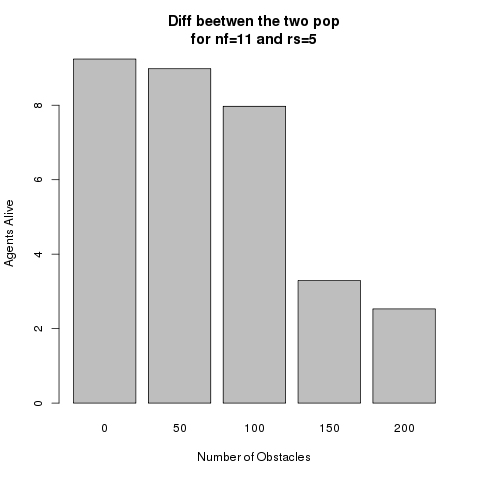 Diff beetwen the two pop
for nf=11 and rs=5
Agents Alive
8
6
4
2
0
0 50 100 150 200
Number of Obstacles